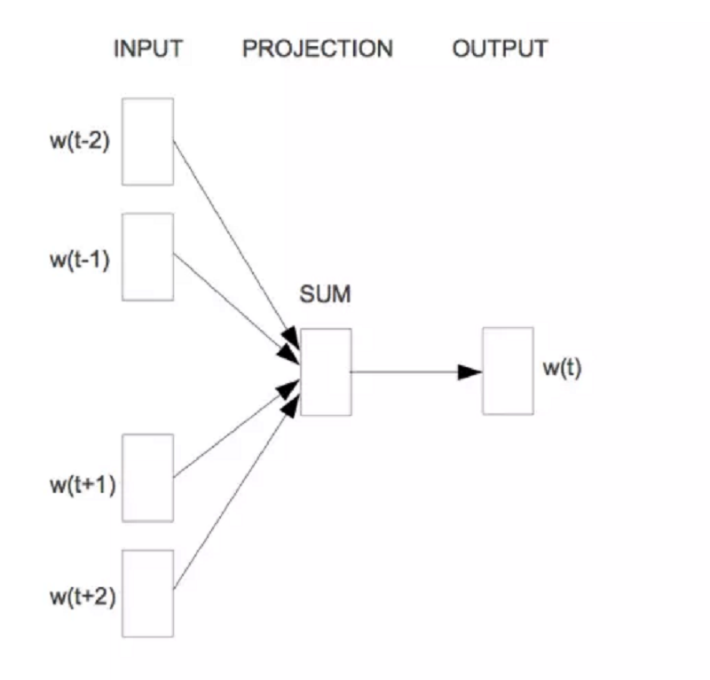 INPUT PROJECTION OUTPUT
w(t-2)
w(t-1)
SUM
w(t)
w(t+1)
w(t+2)